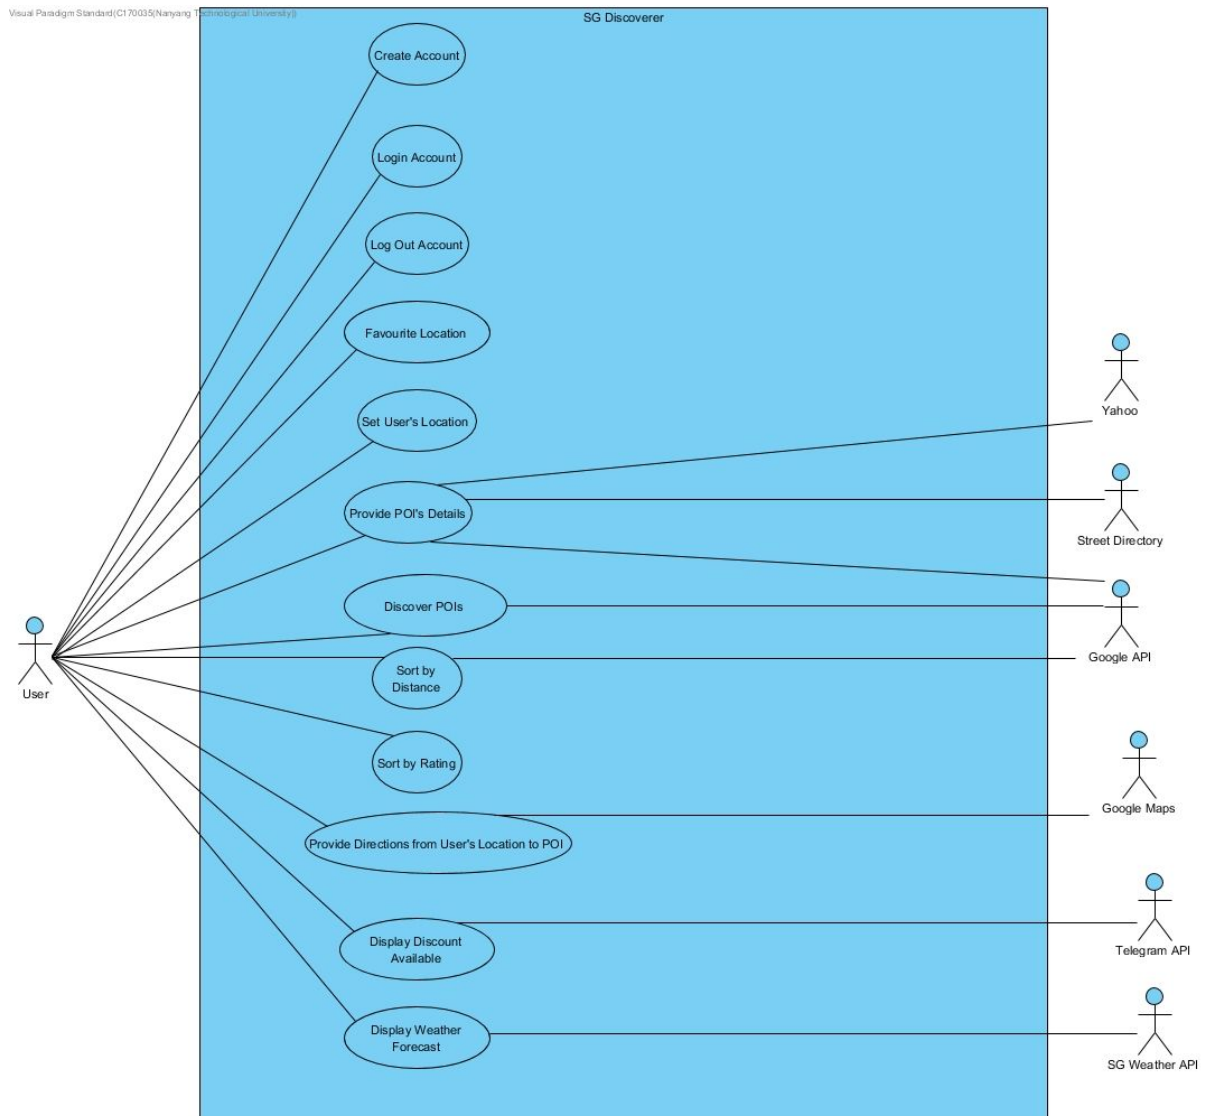 Visual Paradigm Standard(C170035(Nanyang Technological University))
SG Discoverer
Create Account
Login Account
Log Out Account
Favourite Location
Set User's Location
Yahoo
Provide POI's Details
Street Directory
Discover POIs
Google API
Sort by
Distance
User
Sort by Rating
Google Maps
Provide Directions from User's Location to POI
Display Discount
Available
Telegram API
Display Weather
Forecast
SG Weather API